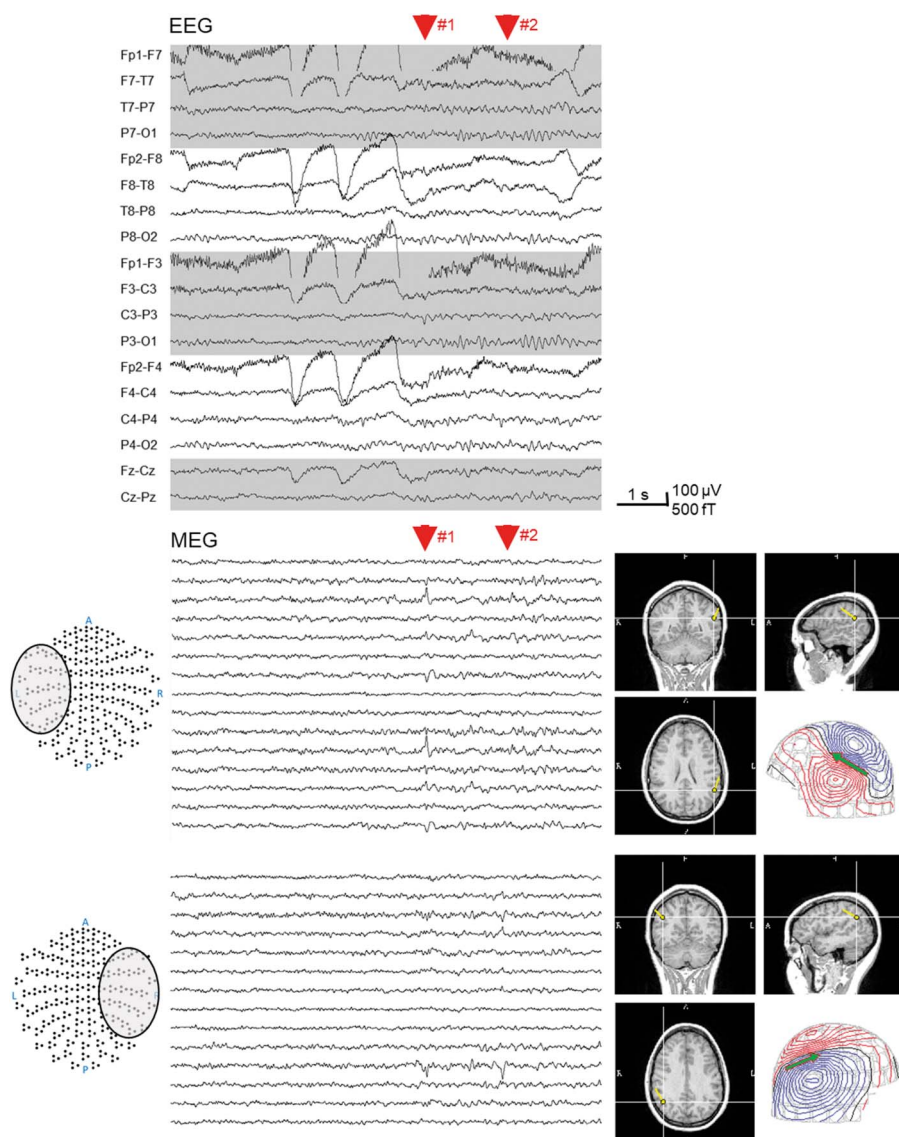 EEG
#1 #2
Fp1-F7
F7-T7
T7-P7
P7-O1
Fp2-F8
F8-T8
T8-P8
P8-O2
Fp1-F3
F3-C3
C3-P3
P3-O1
Fp2-F4
F4-C4
C4-P4
P4-O2
Fz-Cz
Cz-Pz
1 s 100 μV
500 fT
MEG
#1 #2
A
L R
P
R L
A
R L
A
L
P
R L
A
R L